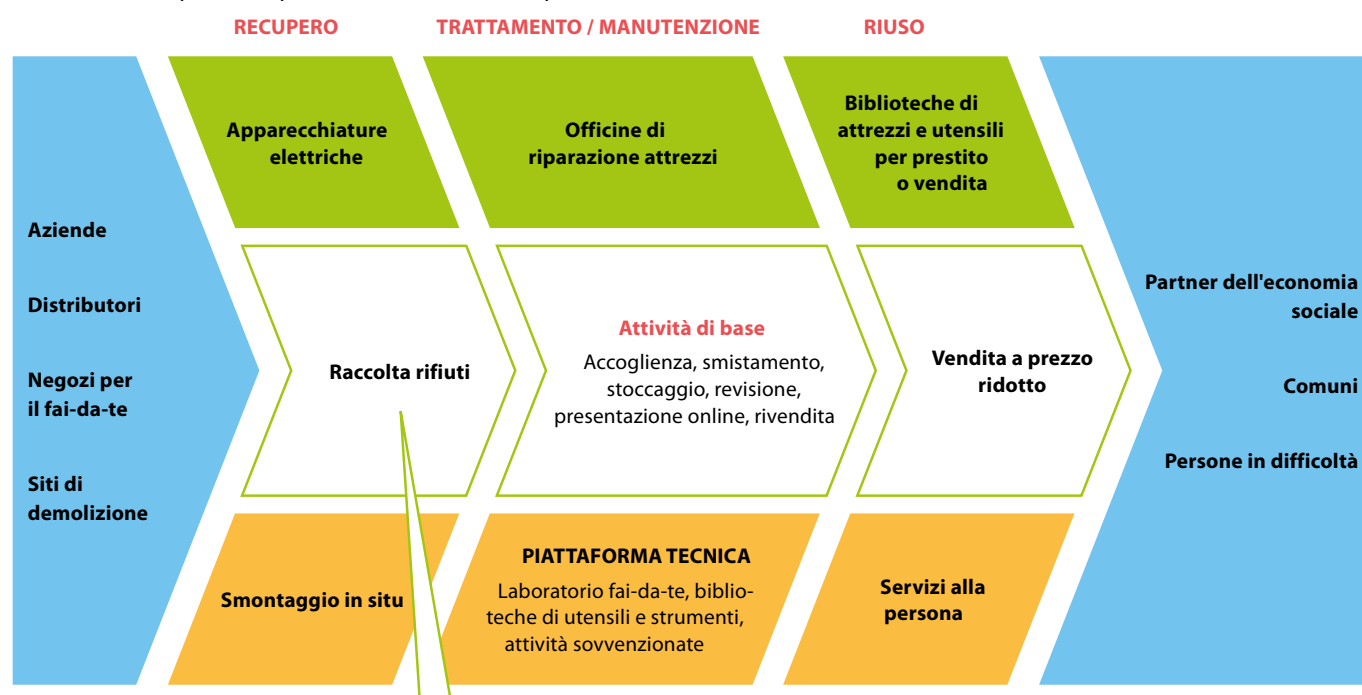 RECUPERO
TRATTAMENTO / MANUTENZIONE
RIUSO
Aziende
Distributori
Negozi per
il fai-da-te
Siti di
demolizione
Apparecchiature
elettriche
Officine di
riparazione attrezzi
Biblioteche di
attrezzi e utensili
per prestito
o vendita
Raccolta rifiuti
Attività di base
Accoglienza, smistamento,
stoccaggio, revisione,
presentazione online, rivendita
Vendita a prezzo
ridotto
Smontaggio in situ
PIATTAFORMA TECNICA
Laboratorio fai-da-te, biblio-
teche di utensili e strumenti,
attività sovvenzionate
Servizi alla
persona
Partner dell'economia
sociale
Comuni
Persone in difficoltà